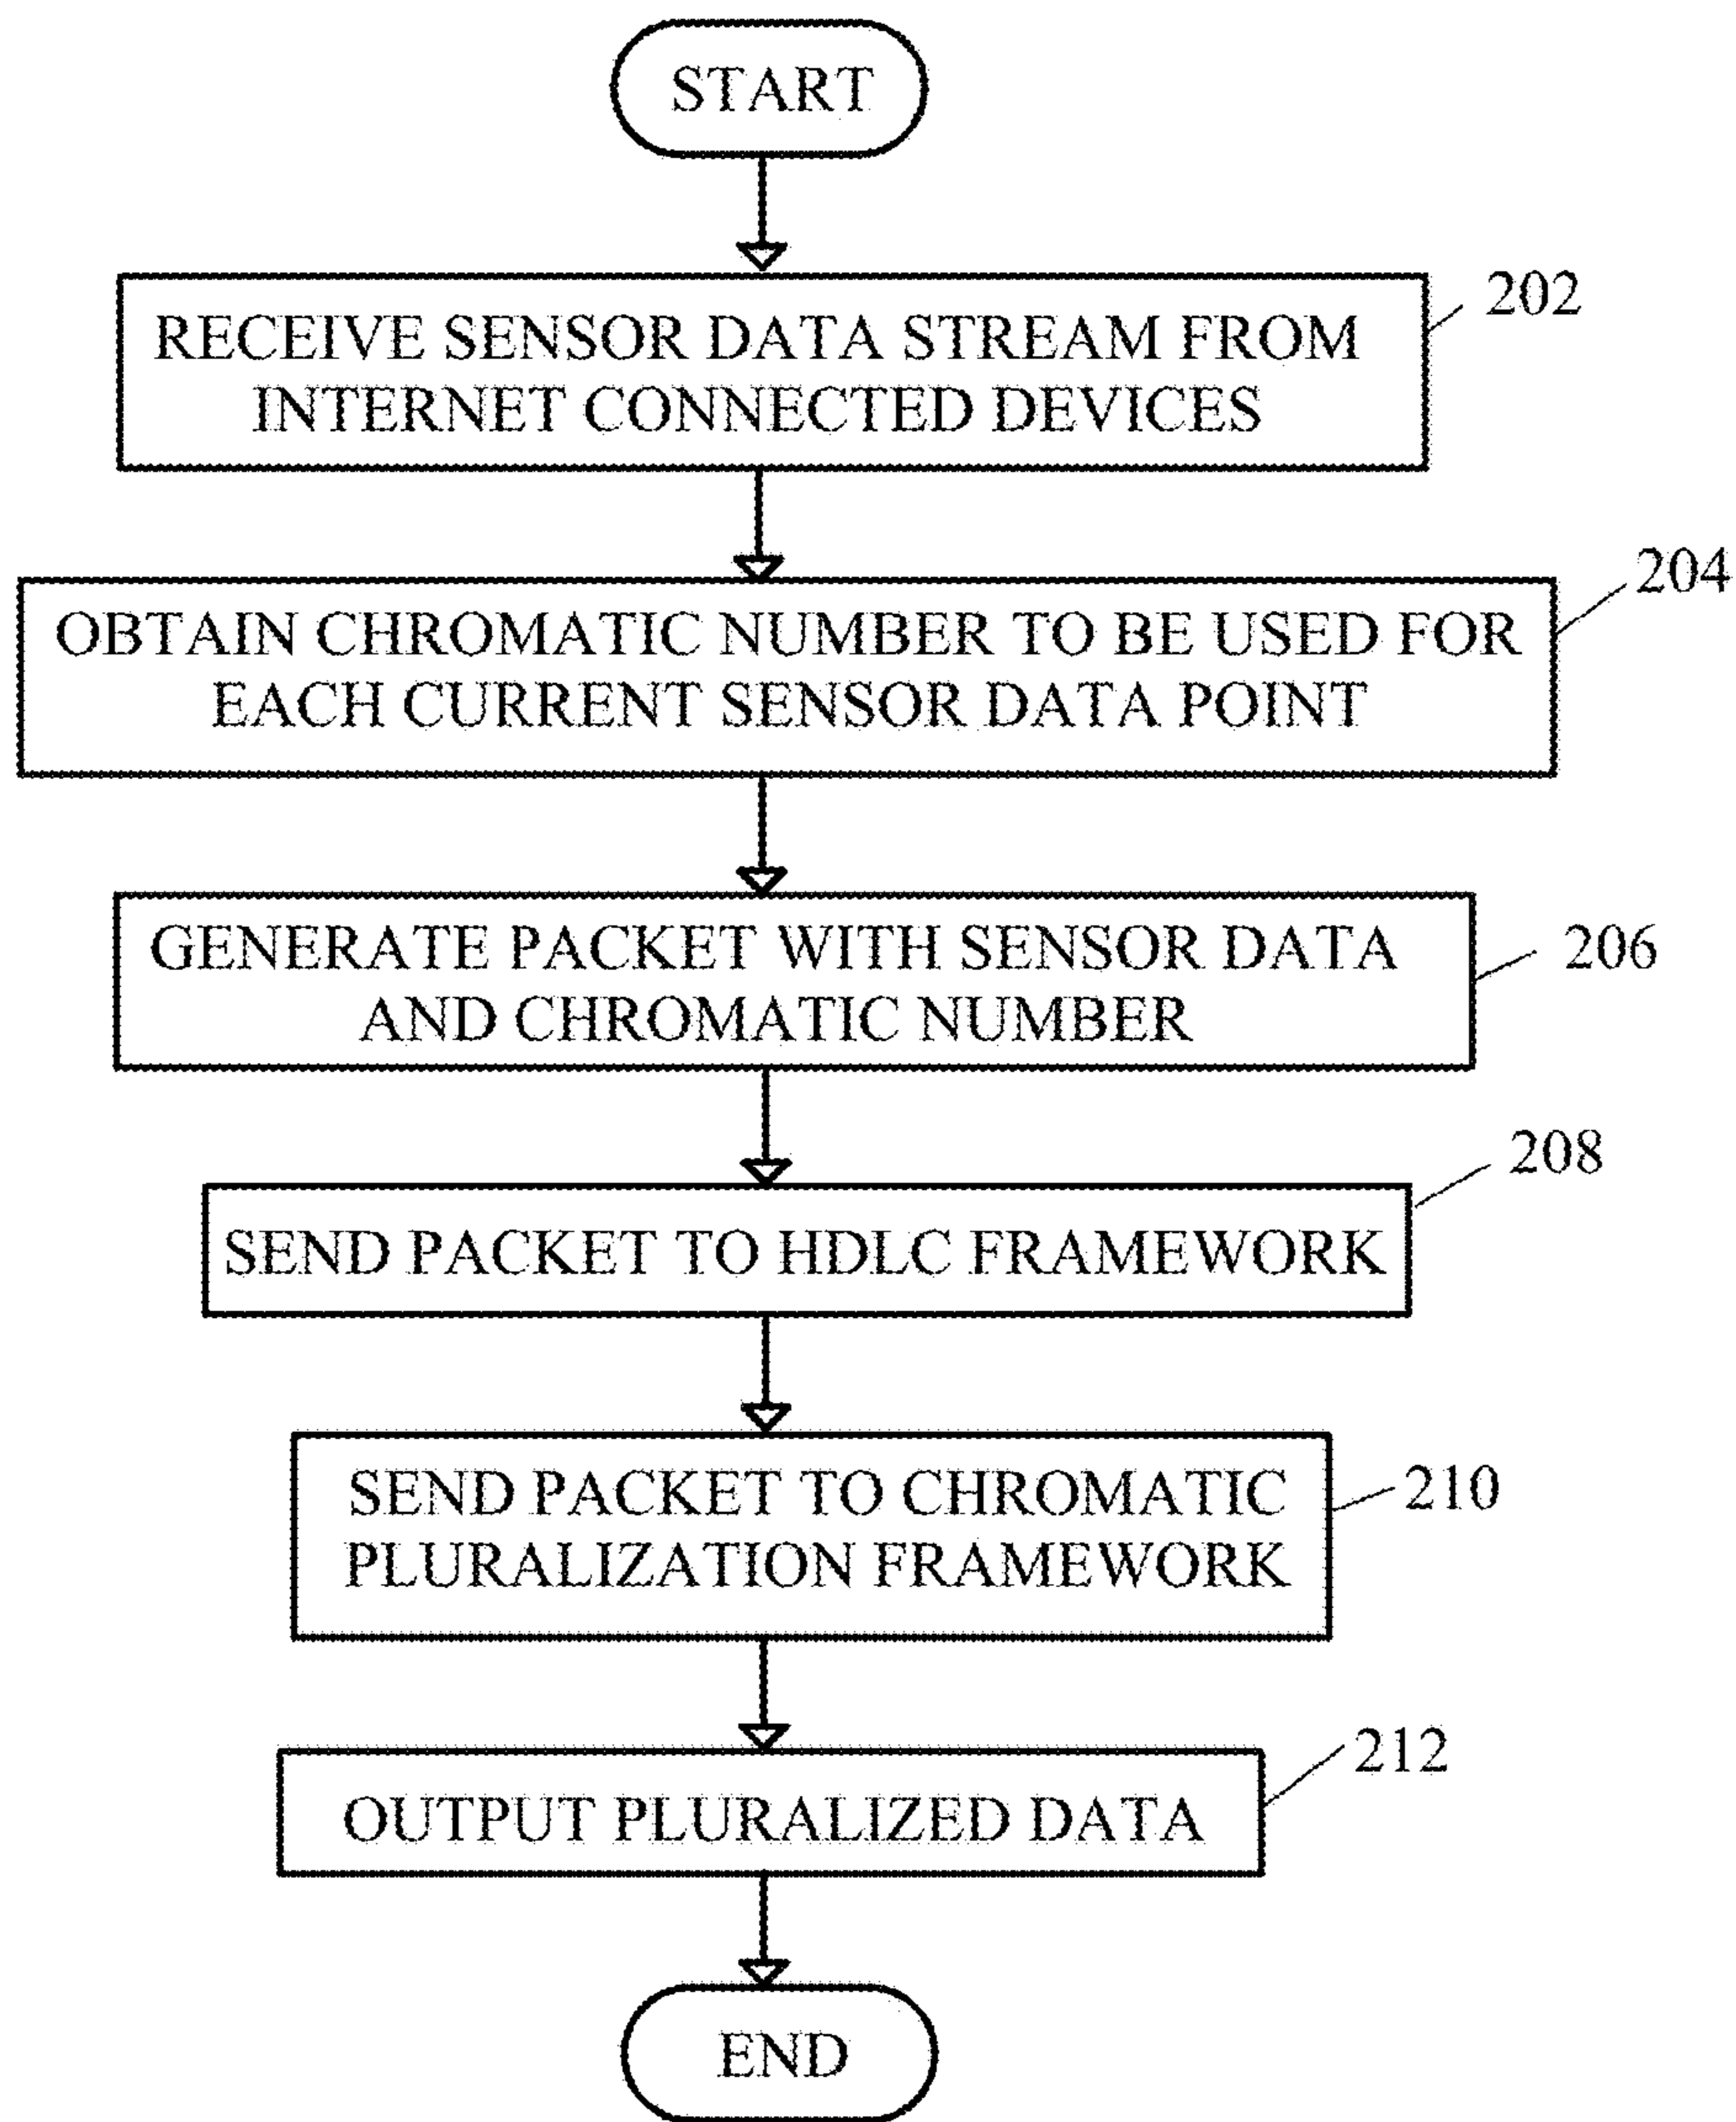 START
202
RECEIVE SENSOR DATA STREAM FROM
INTERNET CONNECTED DEVICES
204
OBTAIN CHROMATIC NUMBER TO BE USED FOR
EACH CURRENT SENSOR DATA POINT
206
GENERATE PACKET WITH SENSOR DATA
AND CHROMATIC NUMBER
208
SEND PACKET TO HDLC FRAMEWORK
210
SEND PACKET TO CHROMATIC
PLURALIZATION FRAMEWORK
212
OUTPUT PLURALIZED DATA
END